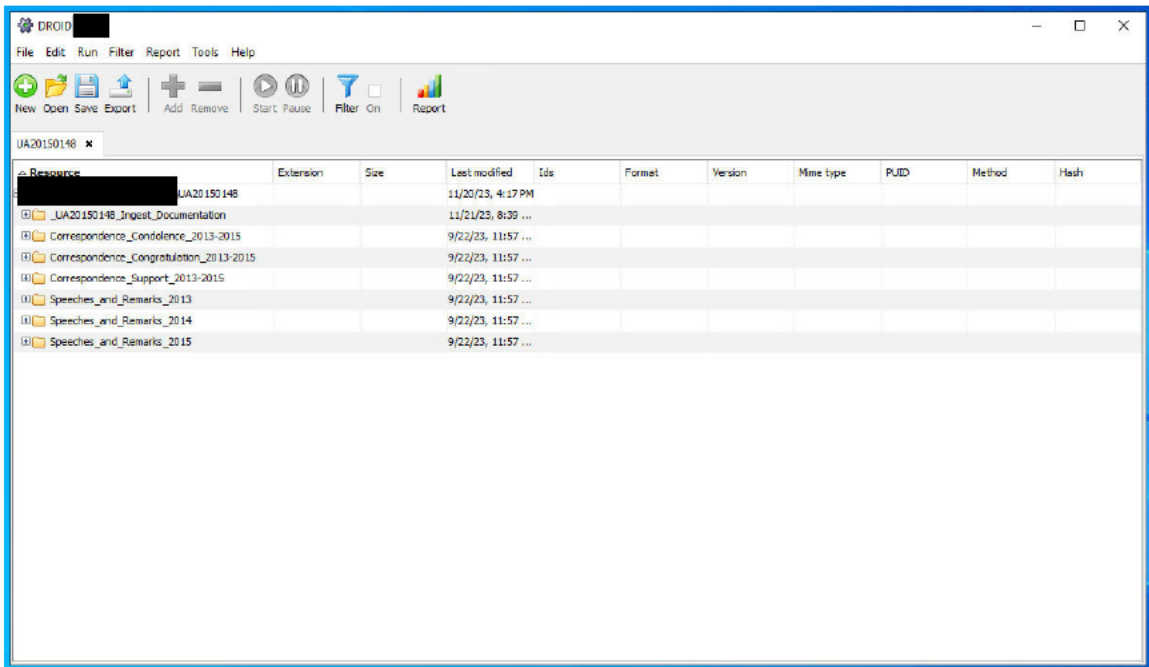 DROID
File Edit Run Filter Report Tools Help
New Open Save Export Add Remove Start Pause Filter On Report
UA20150148
Resource Extension Size Last modified Ids Format Version Mime type PUID Method Hash
UA20150148 11/20/23, 4:17 PM
_UA20150148_Ingest_Documentation 11/21/23, 8:39 ...
Correspondence_Condolence_2013-2015 9/22/23, 11:57 ...
Correspondence_Congratulation_2013-2015 9/22/23, 11:57 ...
Correspondence_Support_2013-2015 9/22/23, 11:57 ...
Speeches_and_Remarks_2013 9/22/23, 11:57 ...
Speeches_and_Remarks_2014 9/22/23, 11:57 ...
Speeches_and_Remarks_2015 9/22/23, 11:57 ...